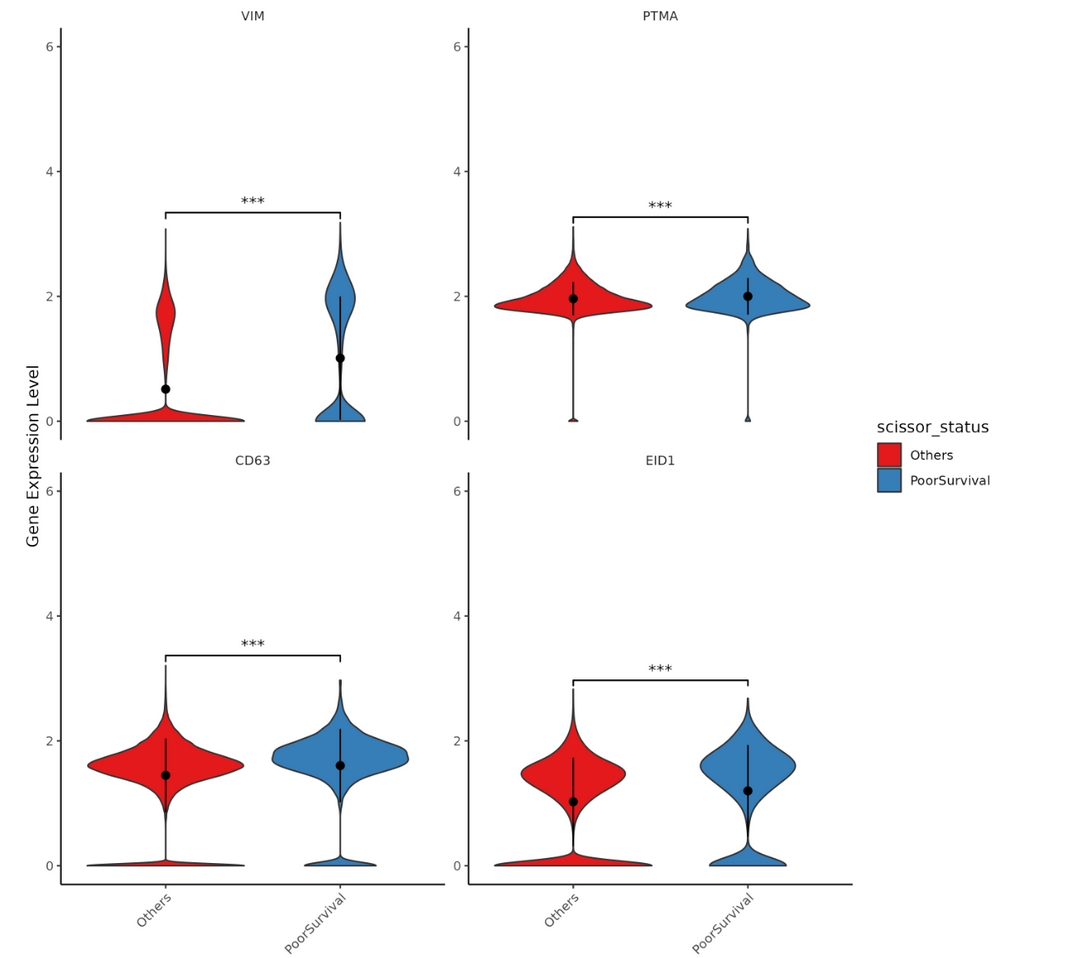 VIM
PTMA
6
4
2
0
***
6
4
2
0
***
Gene Expression Level
CD63
EID1
6
4
2
0
***
6
4
2
0
***
Others
PoorSurvival
Others
PoorSurvival
scissor_status
Others
PoorSurvival